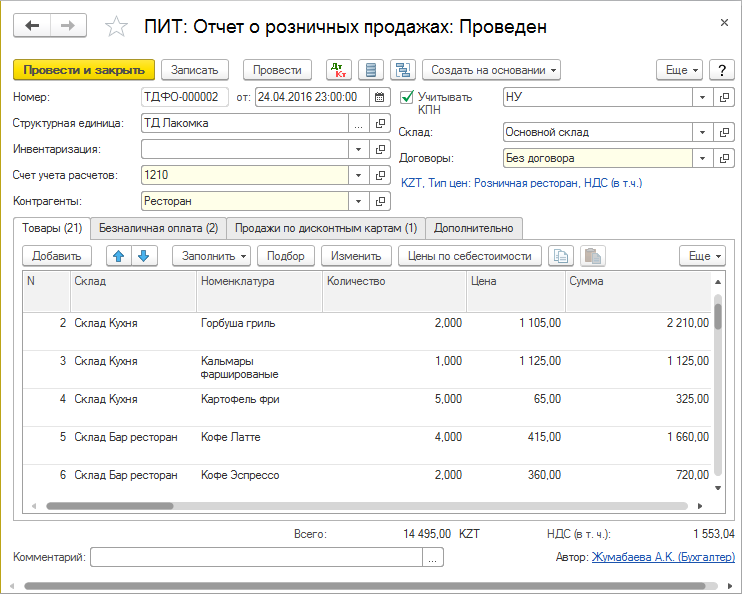 ПИТ: Отчет о розничных продажах: Проведен
Провести и закрыть Записать Провести Дт Кт Создать на основании Еще ?
Номер: ТДФО-000002 от: 24.04.2016 23:00:00 Учитывать КПН НУ
Структурная единица: ТД Лакомка ... Склад: Основной склад
Инвентаризация: Договоры: Без договора
Счет учета расчетов: 1210 KZT, Тип цен: Розничная ресторан, НДС (в т.ч.)
Контрагенты: Ресторан
Товары (21) Безналичная оплата (2) Продажи по дисконтным картам (1) Дополнительно
Добавить Заполнить Подбор Изменить Цены по себестоимости Еще
N Склад Номенклатура Количество Цена Сумма
2 Склад Кухня Горбуша гриль 2,000 1 105,00 2 210,00
3 Склад Кухня Кальмары 1,000 1 125,00 1 125,00
фаршированые
4 Склад Кухня Картофель фри 5,000 65,00 325,00
5 Склад Бар ресторан Кофе Латте 4,000 415,00 1 660,00
6 Склад Бар ресторан Кофе Эспрессо 2,000 360,00 720,00
Всего: 14 495,00 KZT НДС (в т. ч.): 1 553,04
Комментарий: ... Автор: Жумабаева А.К. (Бухгалтер)